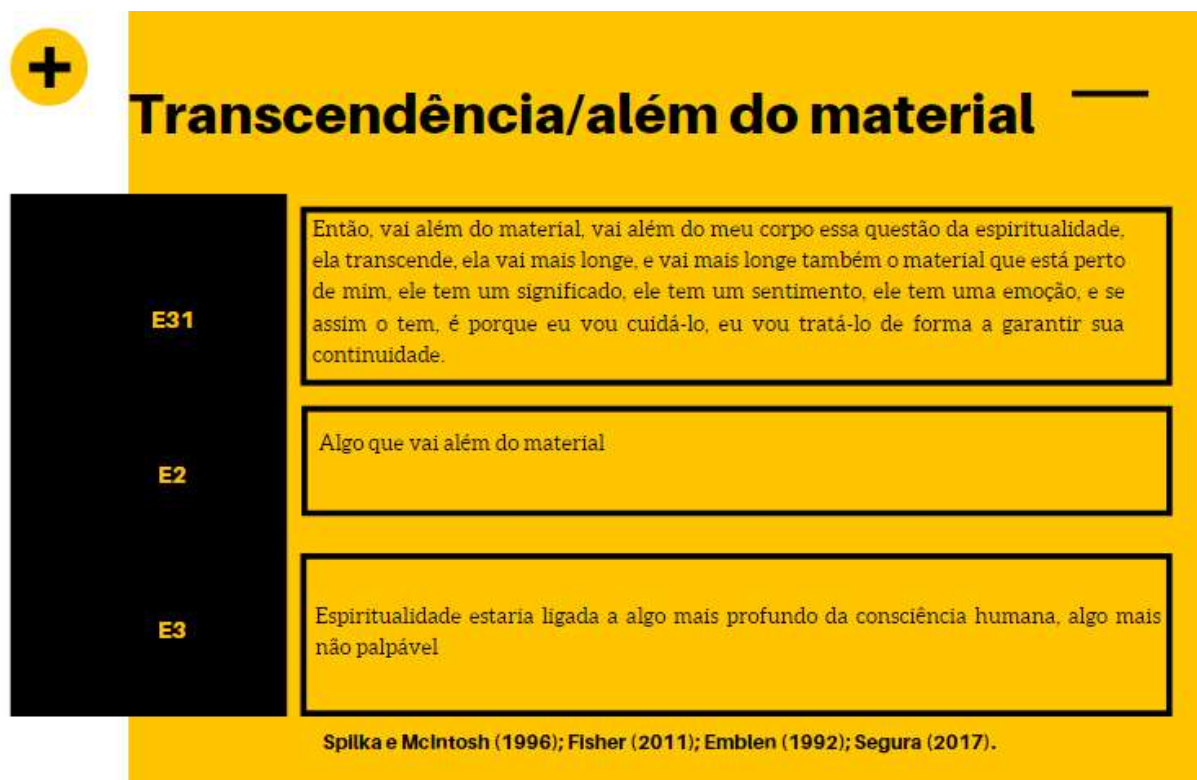 Transcendência/além do material
E31
Então, vai além do material, vai além do meu corpo essa questão da espiritualidade,
ela transcende, ela vai mais longe, e vai mais longe também o material que está perto
de mim, ele tem um significado, ele tem um sentimento, ele tem uma emoção, e se
assim o tem, é porque eu vou cuidá-lo, eu vou tratá-lo de forma a garantir sua
continuidade.
E2
Algo que vai além do material
E3
Espiritualidade estaria ligada a algo mais profundo da consciência humana, algo mais
não palpável
Spilka e McIntosh (1996); Fisher (2011); Emblen (1992); Segura (2017).